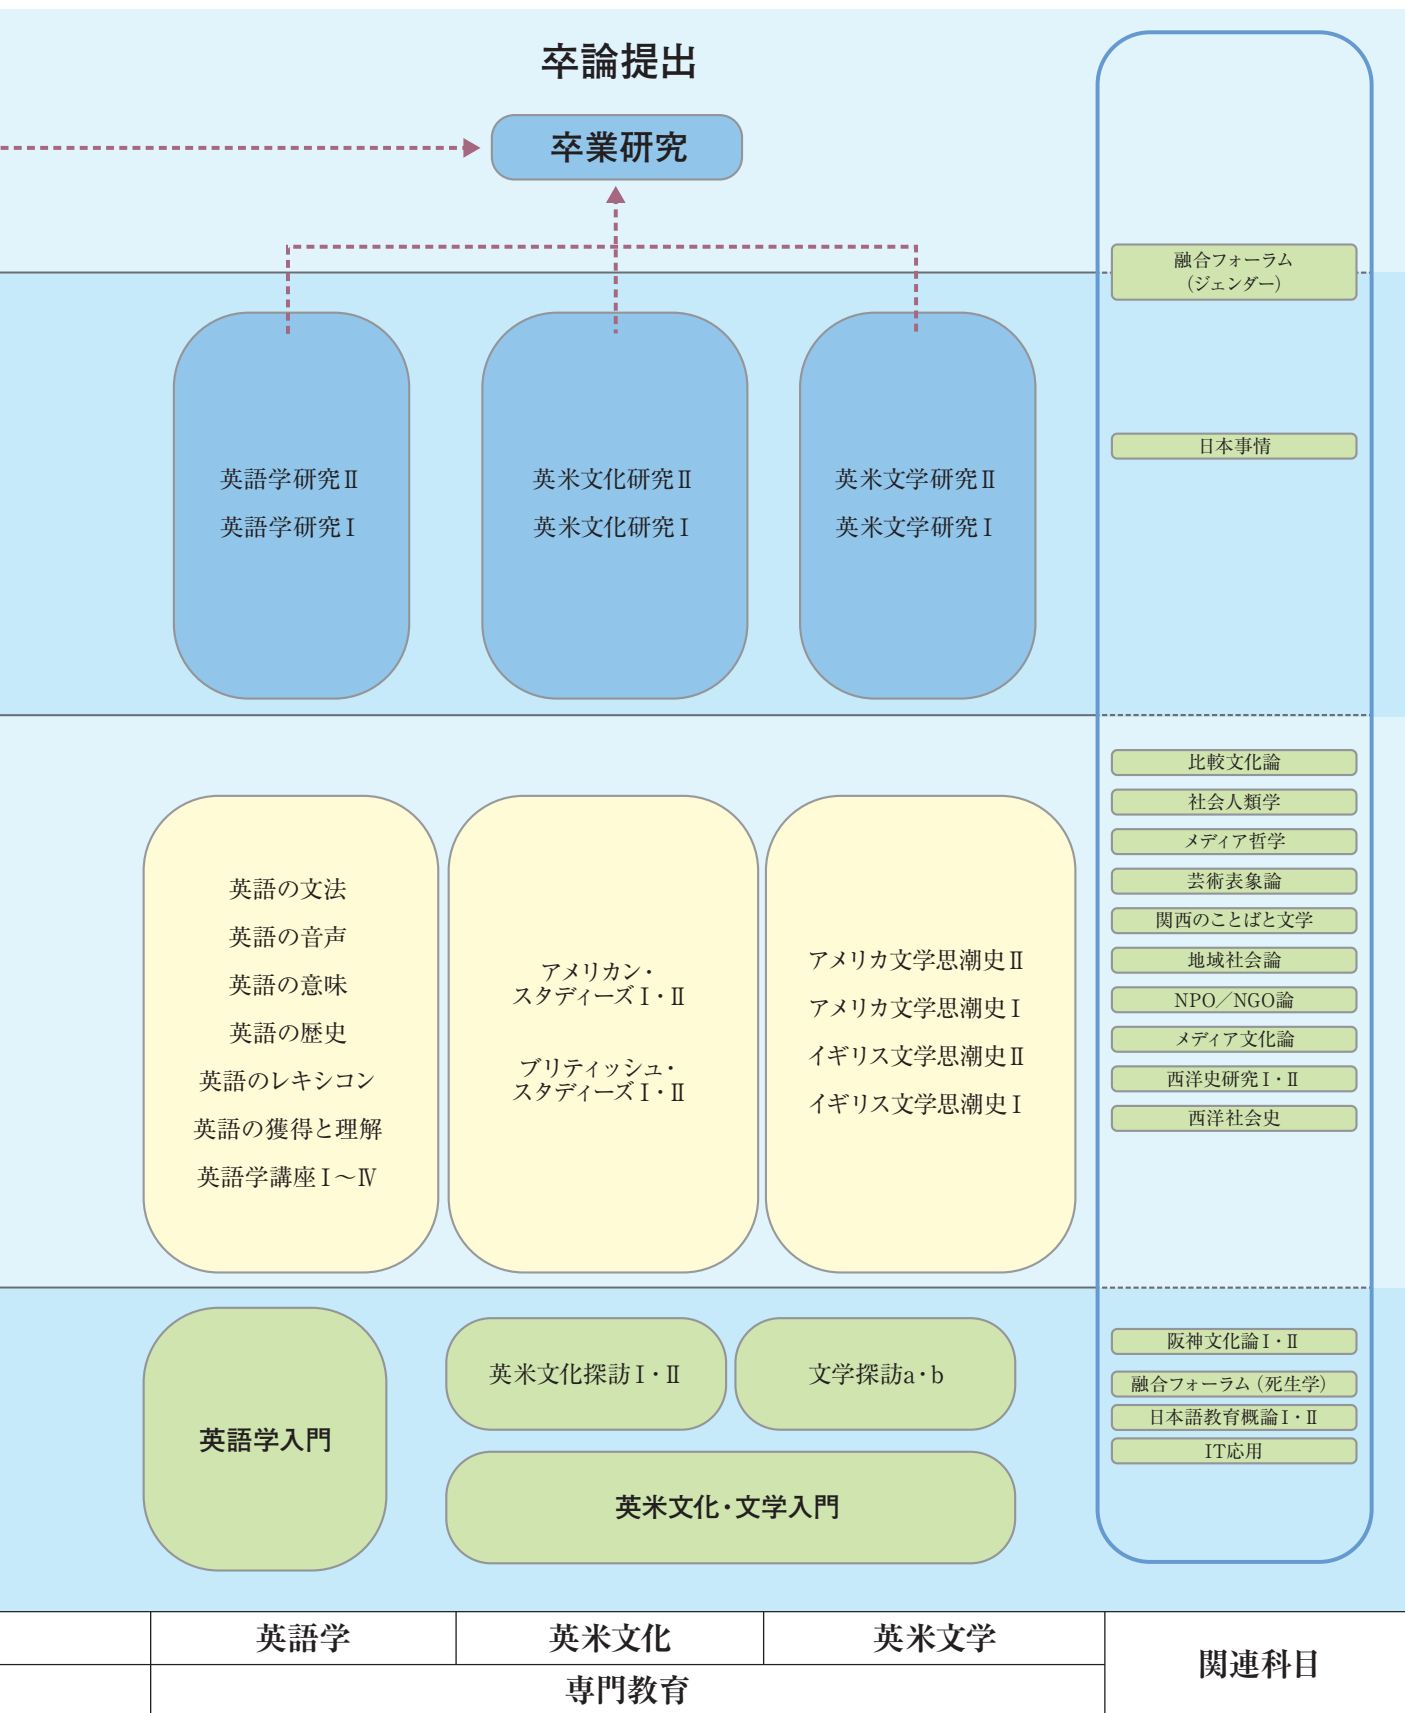 卒論提出
卒業研究
融合フォーラム
（ジェンダー）
日本事情
英語学研究Ⅱ
英語学研究Ⅰ
英米文化研究Ⅱ
英米文化研究Ⅰ
英米文学研究Ⅱ
英米文学研究Ⅰ
英語の文法
英語の音声
英語の意味
英語の歴史
英語のレキシコン
英語の獲得と理解
英語学講座Ⅰ～Ⅳ
アメリカン・
スタディーズⅠ・Ⅱ
ブリティッシュ・
スタディーズⅠ・Ⅱ
アメリカ文学思潮史Ⅱ
アメリカ文学思潮史Ⅰ
イギリス文学思潮史Ⅱ
イギリス文学思潮史Ⅰ
比較文化論
社会人類学
メディア哲学
芸術表象論
関西のことばと文学
地域社会論
NPO／NGO論
メディア文化論
西洋史研究Ⅰ・Ⅱ
西洋社会史
英語学入門
英米文化探訪Ⅰ・Ⅱ
文学探訪a・b
英米文化・文学入門
阪神文化論Ⅰ・Ⅱ
融合フォーラム（死生学）
日本語教育概論Ⅰ・Ⅱ
IT応用
英語学
英米文化
英米文学
関連科目
専門教育